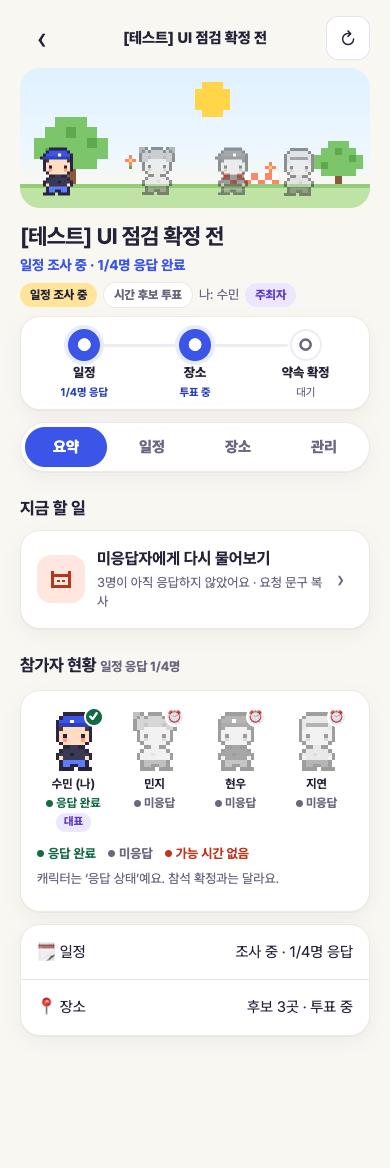 [테스트] UI 점검 확정 전
[테스트] UI 점검 확정 전
일정 조사 중 · 1/4명 응답 완료
일정 조사 중 시간 후보 투표 나: 수민 주최자
일정 장소 약속 확정
1/4명 응답 투표 중 대기
요약 일정 장소 관리
지금 할 일
미응답자에게 다시 물어보기
3명이 아직 응답하지 않았어요 · 요청 문구 복
사
참가자 현황 일정 응답 1/4명
수민 (나) 민지 현우 지연
응답 완료 미응답 미응답 미응답
대표
응답 완료 미응답 가능 시간 없음
캐릭터는 '응답 상태'예요. 참석 확정과는 달라요.
일정 조사 중 · 1/4명 응답
장소 후보 3곳 · 투표 중